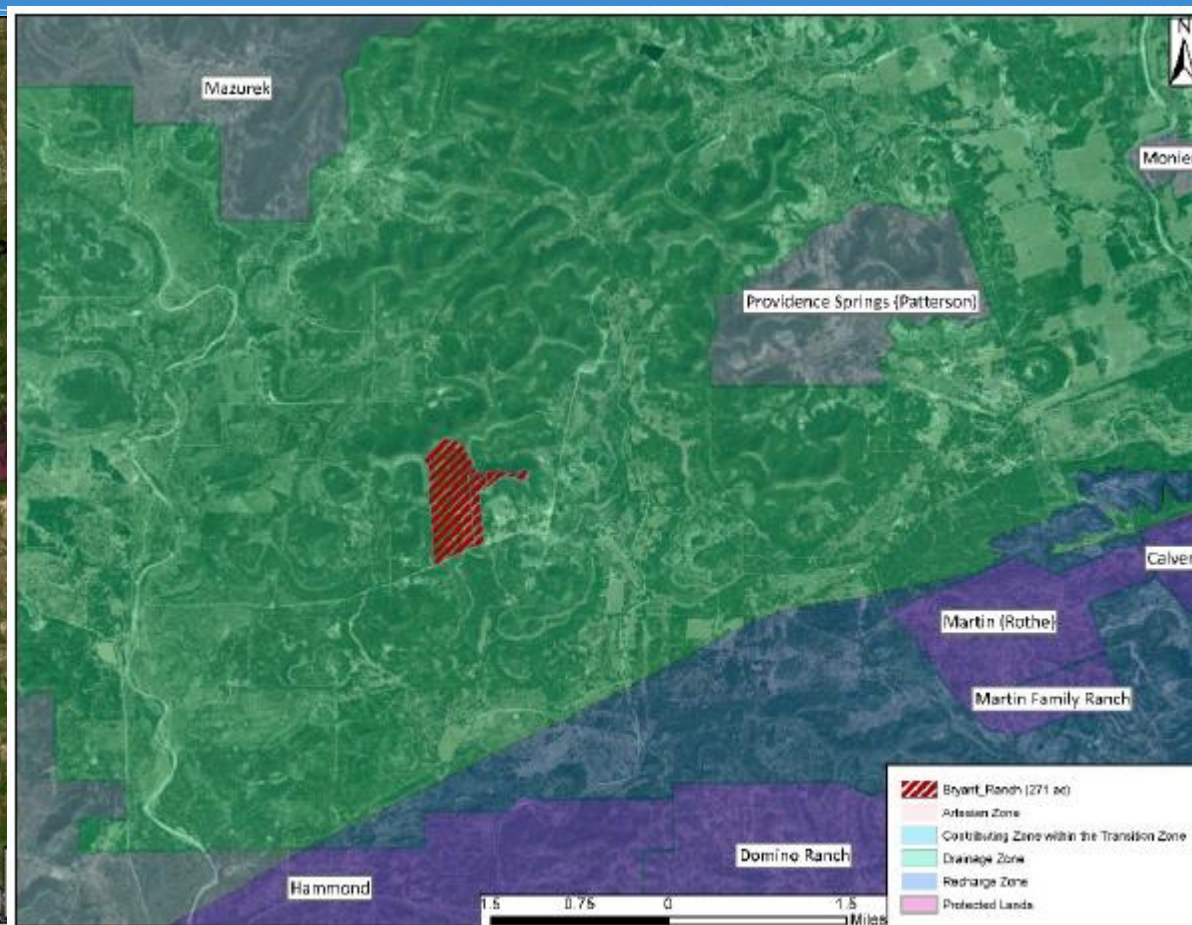 N
Mazurek
Monier
Providence Springs (Patterson)
Calver
Martin (Rothe)
Martin Family Ranch
Domino Ranch
Hammond
Bryant_Ranch (271 ac)
Artesian Zone
Contributing Zone within the Transition Zone
Drainage Zone
Recharge Zone
Protected Lands
1.5 0.75 0 1.5
Miles